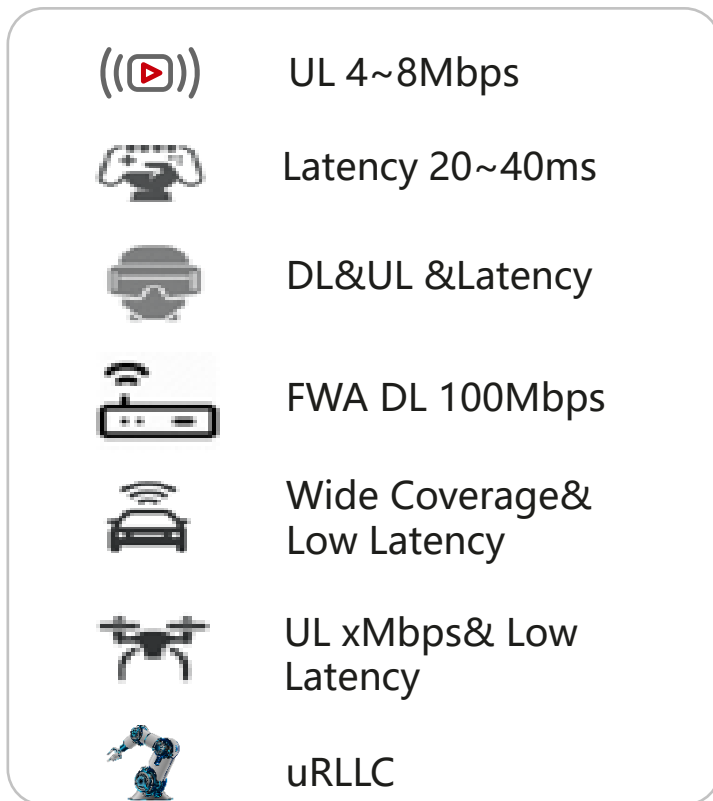 UL 4~8Mbps
Latency 20~40ms
DL&UL &Latency
FWA DL 100Mbps
Wide Coverage&
Low Latency
UL xMbps& Low
Latency
uRLLC